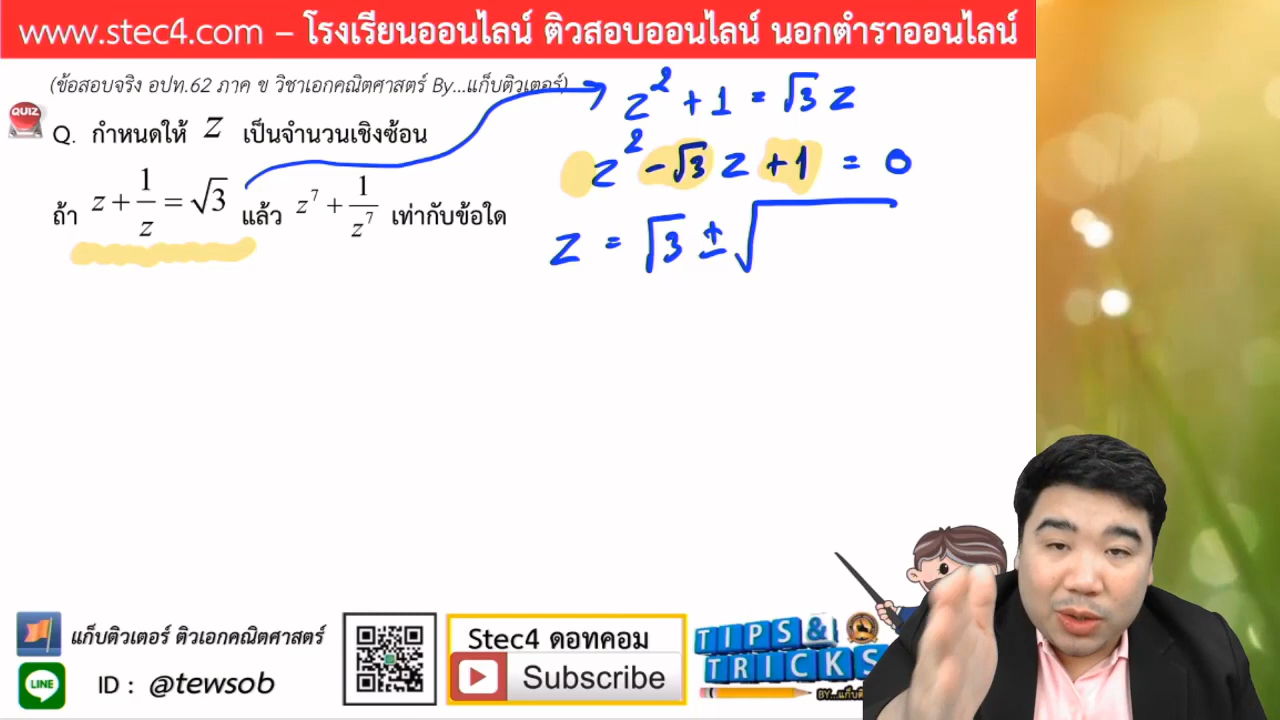 www.stec4.com – โรงเรียนออนไลน์ ติวสอบออนไลน์ นอกตำราออนไลน์
(ข้อสอบจริง อปท.62 ภาค ข วิชาเอกคณิตศาสตร์ By...แก็บติวเตอร์)
QUIZ
Q. กำหนดให้ z เป็นจำนวนเชิงซ้อน
ถ้า z + 1/z = √3 แล้ว z⁷ + 1/z⁷ เท่ากับข้อใด
z² + 1 = √3 z
z² - √3 z + 1 = 0
z = √3 ± √
แก็บติวเตอร์ ติวเอกคณิตศาสตร์
LINE ID : @tewsob
Stec4 ดอทคอม
Subscribe
TIPS &
TRICKS